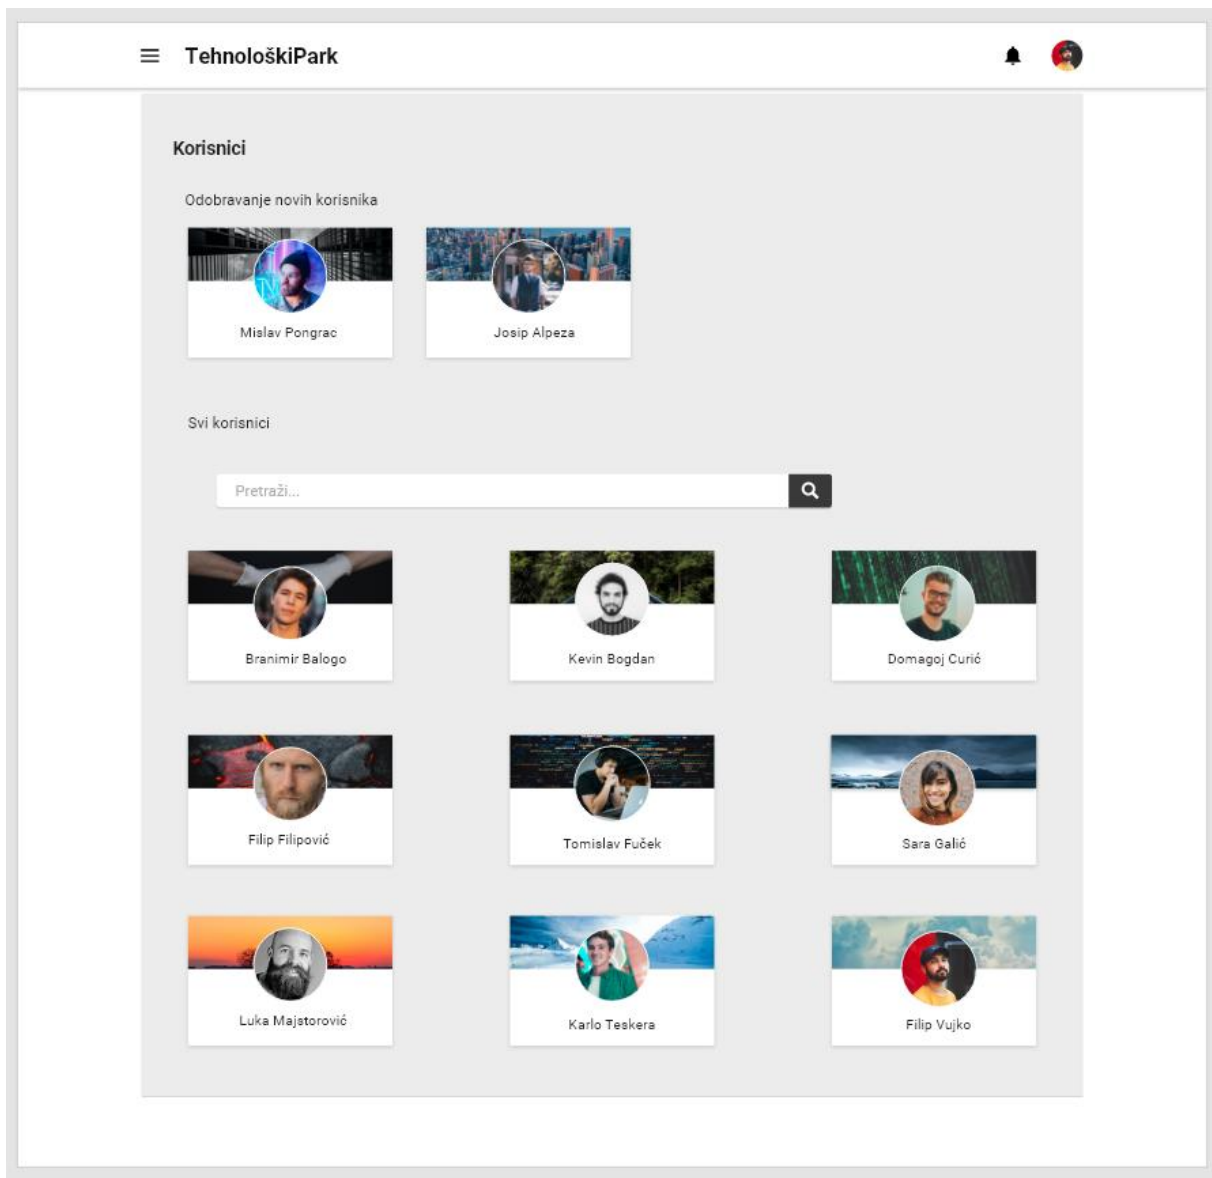 TehnološkiPark
Korisnici
Odobravanje novih korisnika
Mislav Pongrac
Josip Alpeza
Svi korisnici
Pretraži...
Branimir Balogo
Kevin Bogdan
Domagoj Curić
Filip Filipović
Tomislav Fuček
Sara Galić
Luka Majstorović
Karlo Teskera
Filip Vujko